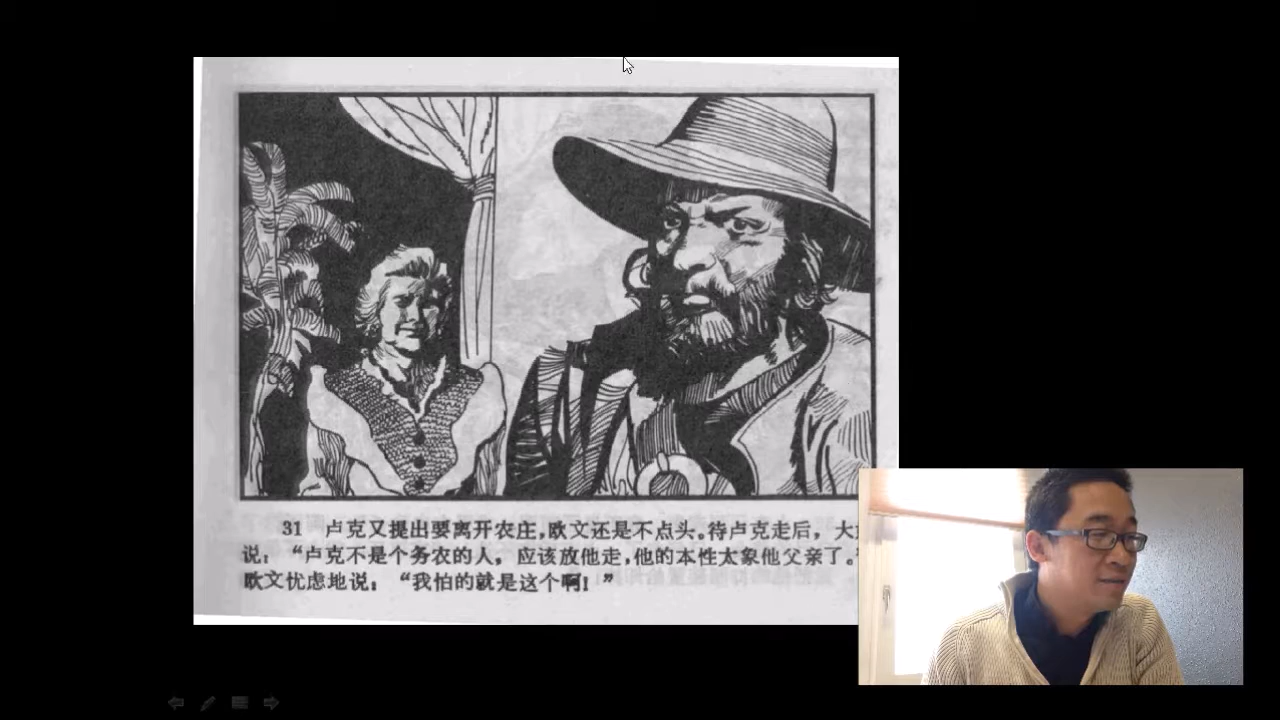 31 卢克又提出要离开农庄，欧文还是不点头。待卢克走后，大
说：“卢克不是个务农的人，应该放他走，他的本性太象他父亲了。”
欧文忧虑地说：“我怕的就是这个啊！”